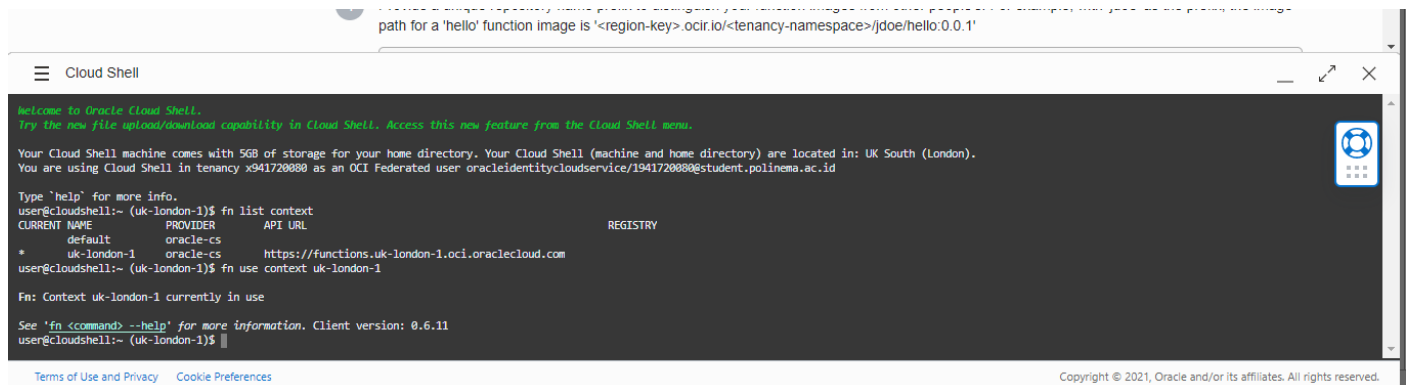 path for a 'hello' function image is '<region-key>.ocir.io/<tenancy-namespace>/jdoe/hello:0.0.1'
Cloud Shell
Welcome to Oracle Cloud Shell.
Try the new file upload/download capability in Cloud Shell. Access this new feature from the Cloud Shell menu.
Your Cloud Shell machine comes with 5GB of storage for your home directory. Your Cloud Shell (machine and home directory) are located in: UK South (London).
You are using Cloud Shell in tenancy x941720080 as an OCI Federated user oracleidentitycloudservice/1941720080@student.polinema.ac.id
Type `help` for more info.
user@cloudshell:~ (uk-london-1)$ fn list context
CURRENT NAME PROVIDER API URL REGISTRY
default oracle-cs
* uk-london-1 oracle-cs https://functions.uk-london-1.oci.oraclecloud.com
user@cloudshell:~ (uk-london-1)$ fn use context uk-london-1
Fn: Context uk-london-1 currently in use
See 'fn <command> --help' for more information. Client version: 0.6.11
user@cloudshell:~ (uk-london-1)$
Terms of Use and Privacy Cookie Preferences Copyright © 2021, Oracle and/or its affiliates. All rights reserved.